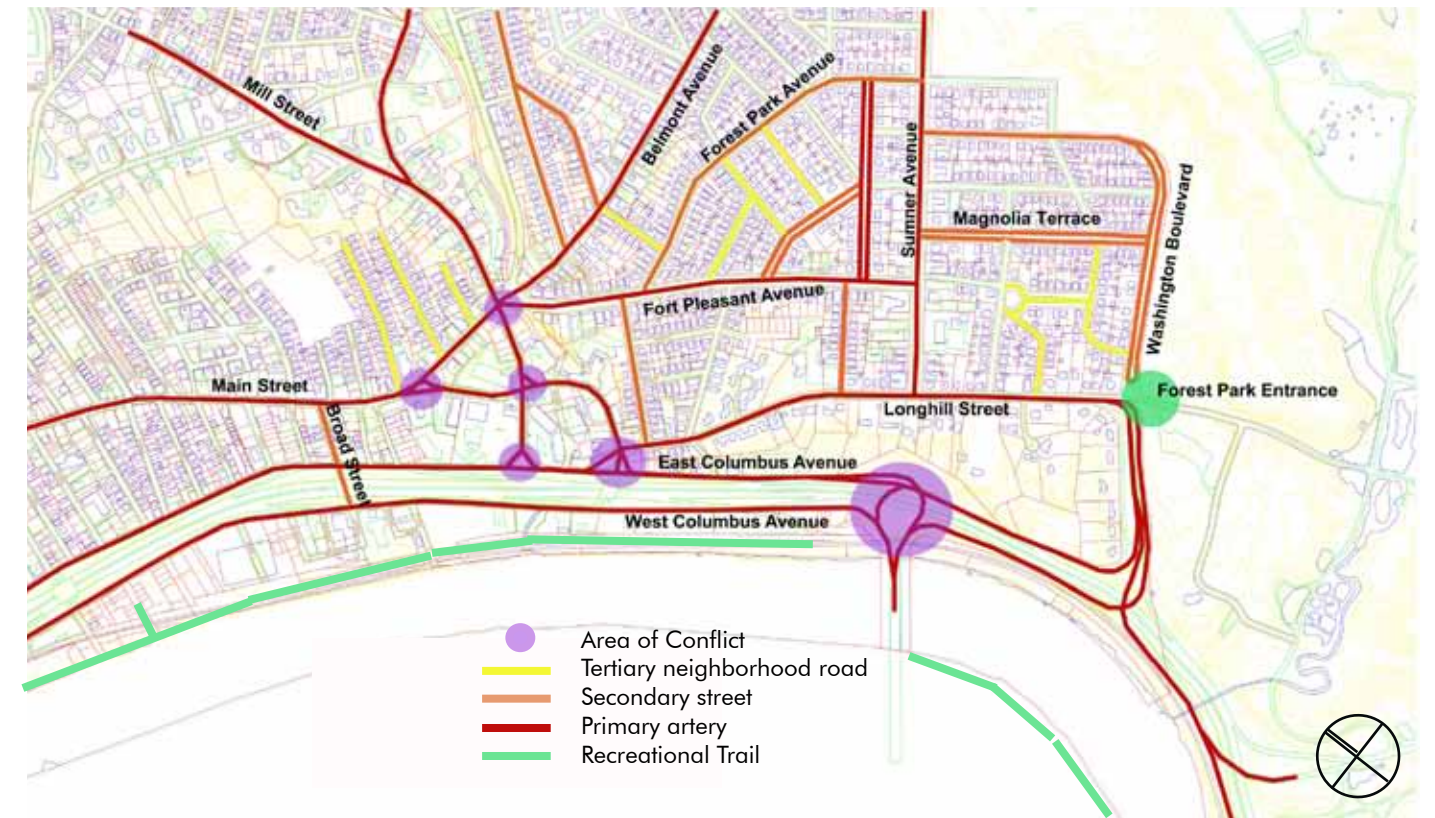 Mill Street
Belmont Avenue
Forest Park Avenue
Sumner Avenue
Magnolia Terrace
Washington Boulevard
Fort Pleasant Avenue
Main Street
Broad Street
Forest Park Entrance
Longhill Street
East Columbus Avenue
West Columbus Avenue
Area of Conflict
Tertiary neighborhood road
Secondary street
Primary artery
Recreational Trail